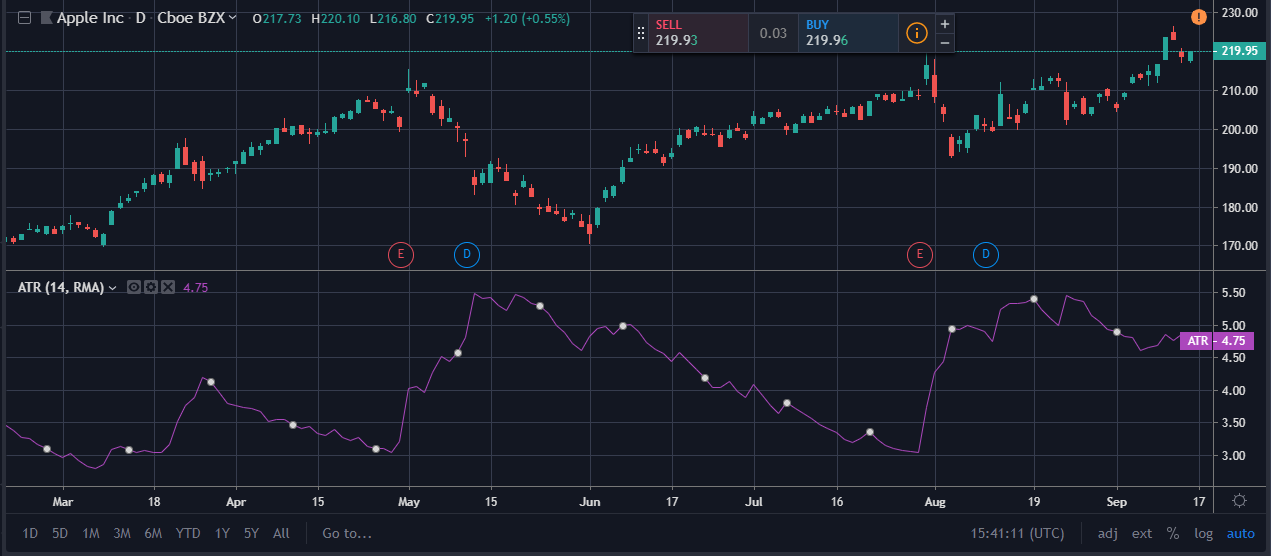 Apple Inc · D · Cboe BZX O217.73 H220.10 L216.80 C219.95 +1.20 (+0.55%)
SELL
219.93
0.03
BUY
219.96
i
+
−
!
230.00
219.95
210.00
200.00
190.00
180.00
170.00
E D E D
ATR (14, RMA) 4.75
5.50
5.00
ATR 4.75
4.50
4.00
3.50
3.00
Mar 18 Apr 15 May 15 Jun 17 Jul 16 Aug 19 Sep 17
1D 5D 1M 3M 6M YTD 1Y 5Y All Go to... 15:41:11 (UTC) adj ext % log auto